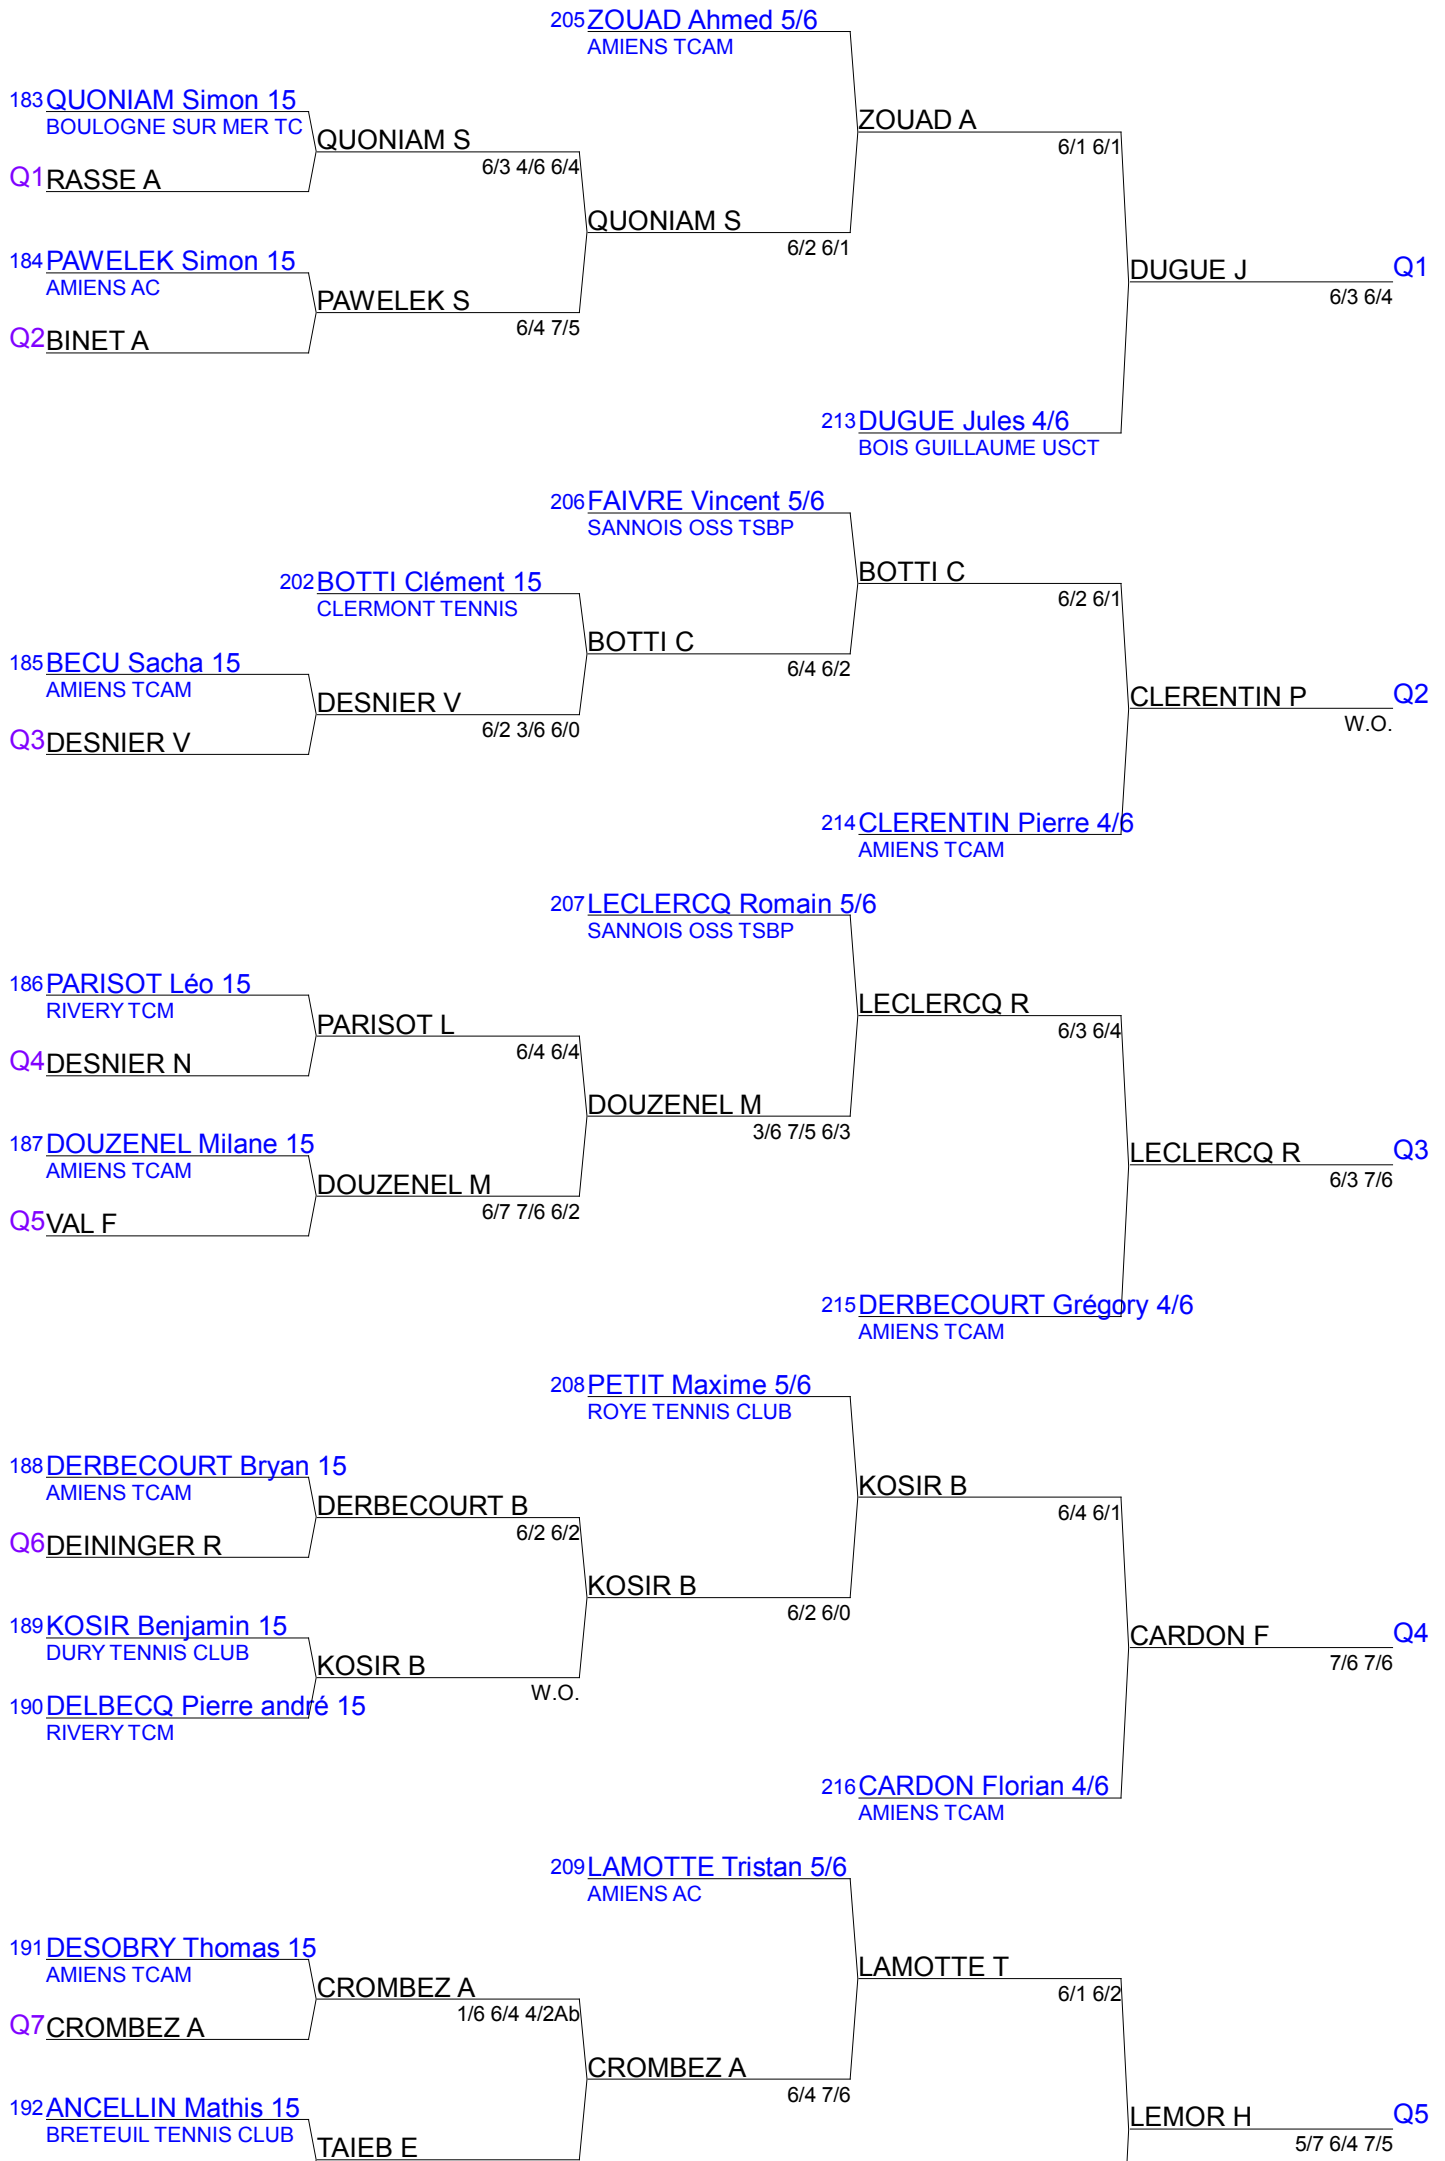 205 ZOUAD Ahmed 5/6
AMIENS TCAM
183 QUONIAM Simon 15
BOULOGNE SUR MER TC
ZOUAD A
6/1 6/1
QUONIAM S
6/3 4/6 6/4
Q1 RASSE A
QUONIAM S
6/2 6/1
184 PAWELEK Simon 15
AMIENS AC
DUGUE J
Q1
6/3 6/4
PAWELEK S
6/4 7/5
Q2 BINET A
213 DUGUE Jules 4/6
BOIS GUILLAUME USCT
206 FAIVRE Vincent 5/6
SANNOIS OSS TSBP
202 BOTTI Clément 15
CLERMONT TENNIS
BOTTI C
6/2 6/1
BOTTI C
6/4 6/2
185 BECU Sacha 15
AMIENS TCAM
DESNIER V
6/2 3/6 6/0
CLERENTIN P
Q2
W.O.
Q3 DESNIER V
214 CLERENTIN Pierre 4/6
AMIENS TCAM
207 LECLERCQ Romain 5/6
SANNOIS OSS TSBP
186 PARISOT Léo 15
RIVERY TCM
LECLERCQ R
6/3 6/4
PARISOT L
6/4 6/4
Q4 DESNIER N
DOUZENEL M
3/6 7/5 6/3
187 DOUZENEL Milane 15
AMIENS TCAM
LECLERCQ R
Q3
6/3 7/6
DOUZENEL M
6/7 7/6 6/2
Q5 VAL F
215 DERBECOURT Grégory 4/6
AMIENS TCAM
208 PETIT Maxime 5/6
ROYE TENNIS CLUB
188 DERBECOURT Bryan 15
AMIENS TCAM
KOSIR B
6/4 6/1
DERBECOURT B
6/2 6/2
Q6 DEININGER R
KOSIR B
6/2 6/0
189 KOSIR Benjamin 15
DURY TENNIS CLUB
CARDON F
Q4
7/6 7/6
KOSIR B
W.O.
190 DELBECQ Pierre andré 15
RIVERY TCM
216 CARDON Florian 4/6
AMIENS TCAM
209 LAMOTTE Tristan 5/6
AMIENS AC
191 DESOBRY Thomas 15
AMIENS TCAM
LAMOTTE T
6/1 6/2
CROMBEZ A
1/6 6/4 4/2Ab
Q7 CROMBEZ A
CROMBEZ A
6/4 7/6
192 ANCELLIN Mathis 15
BRETEUIL TENNIS CLUB
LEMOR H
Q5
5/7 6/4 7/5
TAIEB E